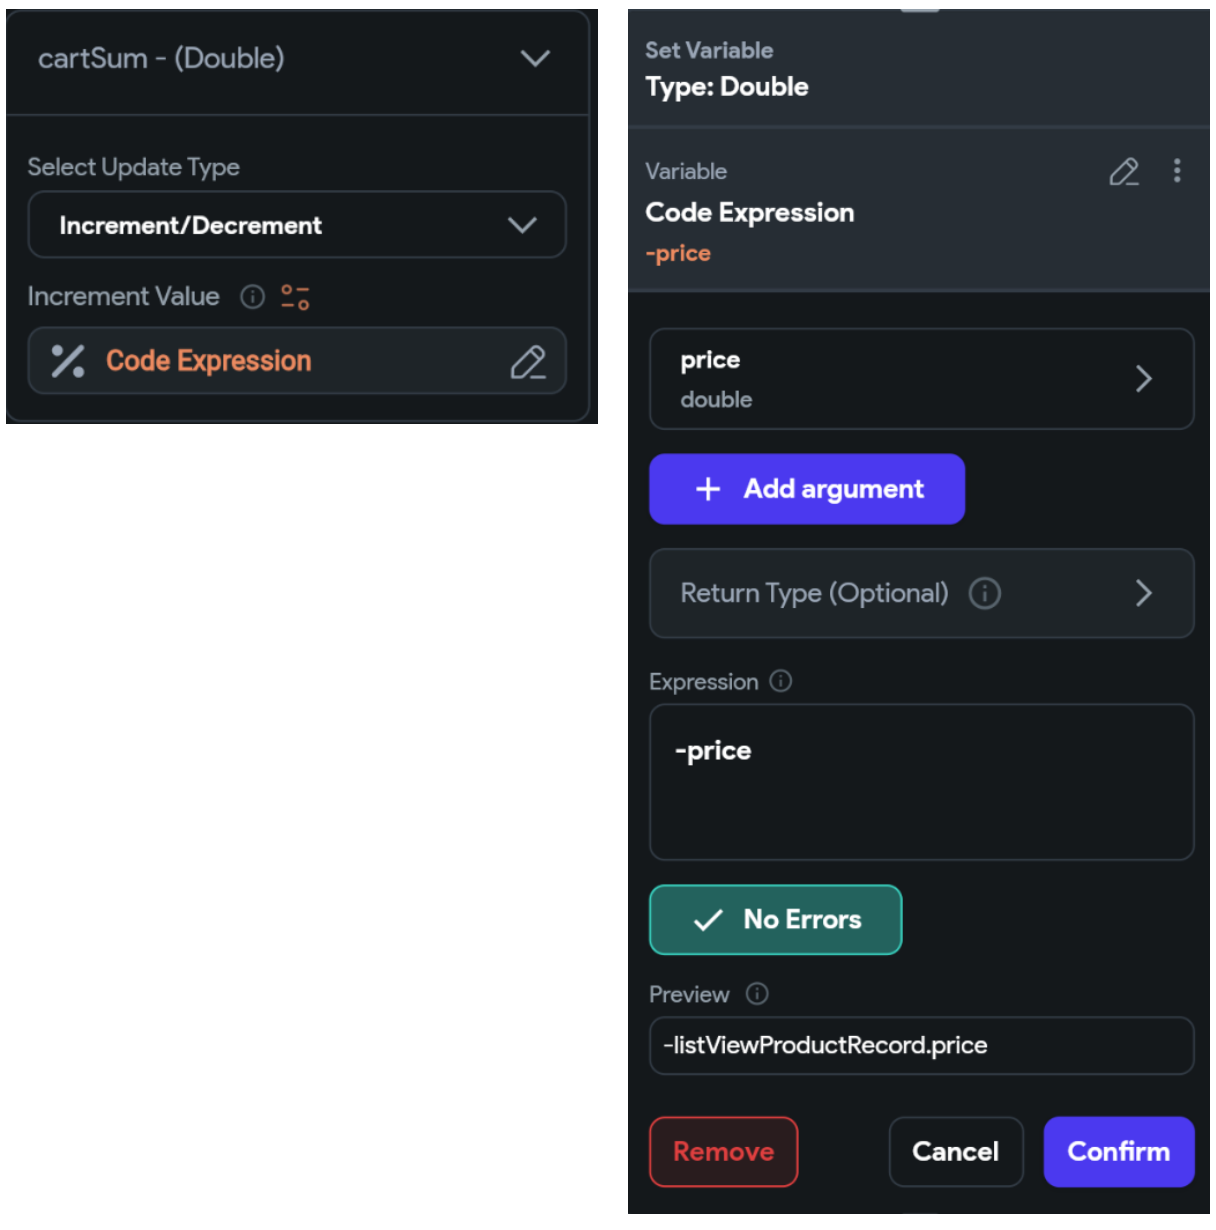 cartSum - (Double)
Select Update Type
Increment/Decrement
Increment Value
Code Expression
Set Variable
Type: Double
Variable
Code Expression
-price
price
double
+ Add argument
Return Type (Optional)
Expression
-price
No Errors
Preview
-listViewProductRecord.price
Remove
Cancel
Confirm